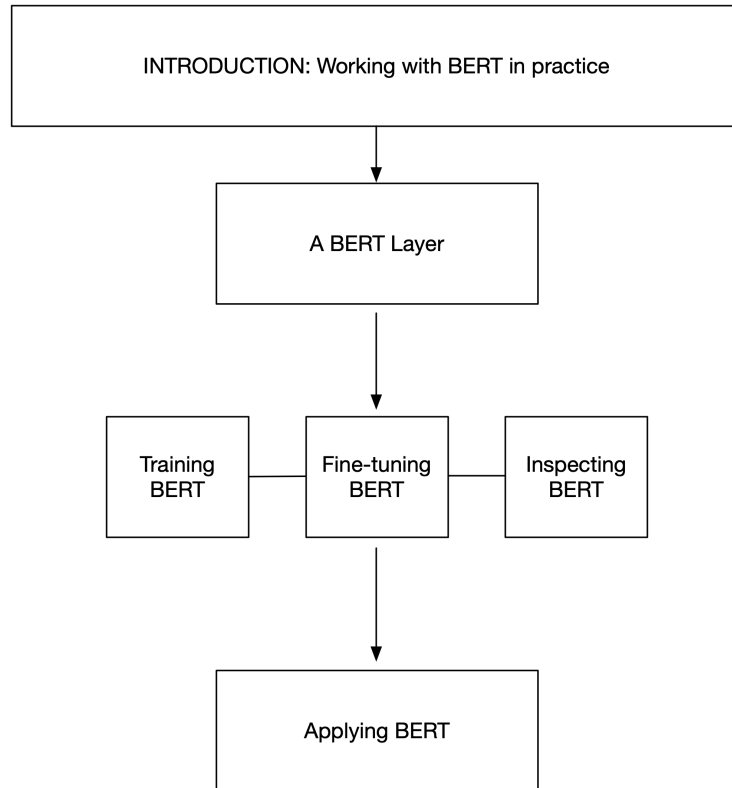 INTRODUCTION: Working with BERT in practice
A BERT Layer
Training
BERT
Fine-tuning
BERT
Inspecting
BERT
Applying BERT